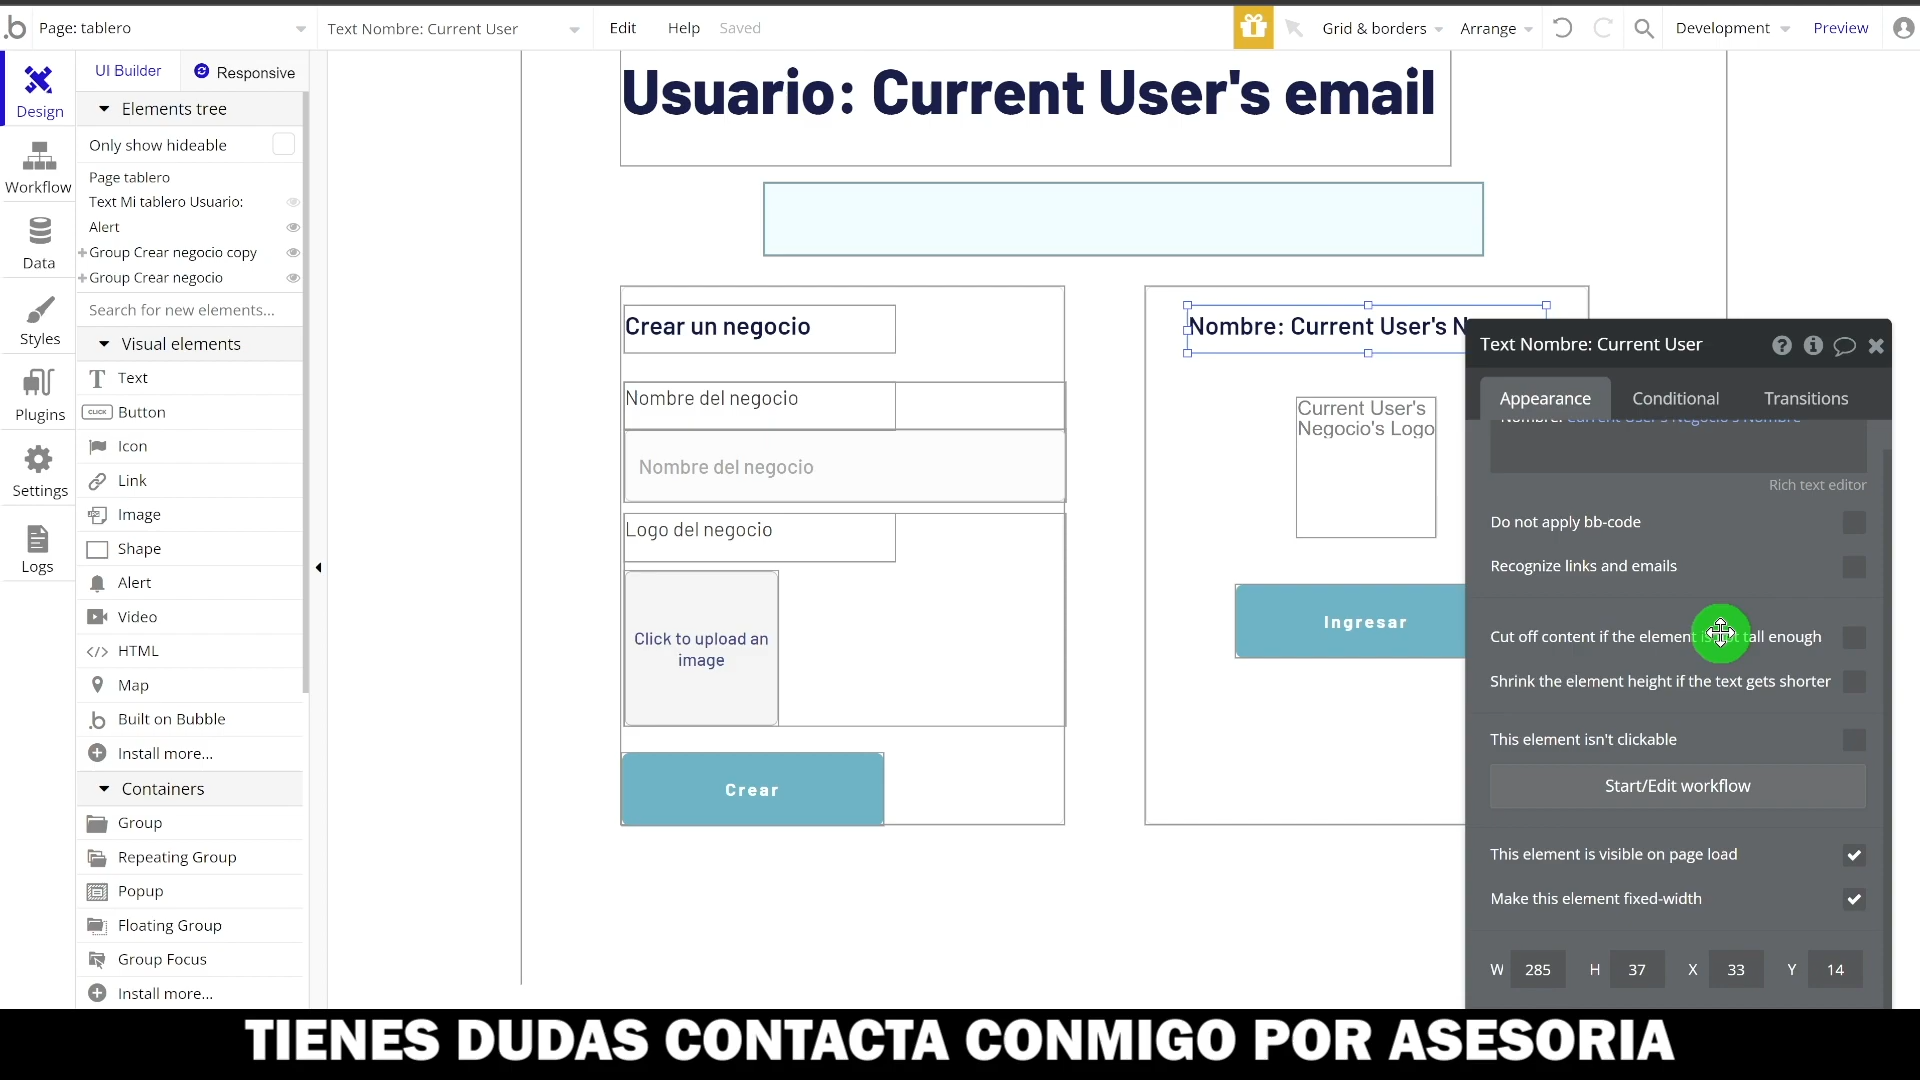 Page: tablero
Text Nombre: Current User
Edit
Help
Saved
Grid & borders
Arrange
Development
Preview
UI Builder
Responsive
Design
Workflow
Data
Styles
Plugins
Settings
Logs
Elements tree
Only show hideable
Page tablero
Text Mi tablero Usuario:
Alert
Group Crear negocio copy
Group Crear negocio
Search for new elements...
Visual elements
Text
CLICK Button
Icon
Link
Image
Shape
Alert
Video
HTML
Map
Built on Bubble
Install more...
Containers
Group
Repeating Group
Popup
Floating Group
Group Focus
Install more...
Usuario: Current User's email
Crear un negocio
Nombre del negocio
Nombre del negocio
Logo del negocio
Click to upload an
image
Crear
Nombre: Current User's N
Current User's
Negocio's Logo
Ingresar
Text Nombre: Current User
Appearance
Conditional
Transitions
Nombre: Current User's Negocio's Nombre
Rich text editor
Do not apply bb-code
Recognize links and emails
Cut off content if the element is not tall enough
Shrink the element height if the text gets shorter
This element isn't clickable
Start/Edit workflow
This element is visible on page load
Make this element fixed-width
W 285 H 37 X 33 Y 14
TIENES DUDAS CONTACTA CONMIGO POR ASESORIA